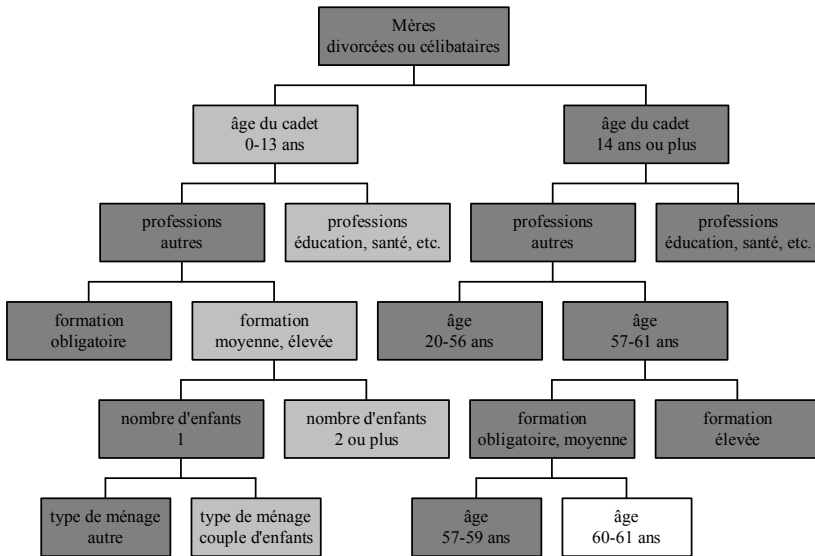 Mères
divorcées ou célibataires
âge du cadet
0-13 ans
âge du cadet
14 ans ou plus
professions
autres
professions
éducation, santé, etc.
professions
autres
professions
éducation, santé, etc.
formation
obligatoire
formation
moyenne, élevée
âge
20-56 ans
âge
57-61 ans
nombre d'enfants
1
nombre d'enfants
2 ou plus
formation
obligatoire, moyenne
formation
élevée
type de ménage
autre
type de ménage
couple d'enfants
âge
57-59 ans
âge
60-61 ans